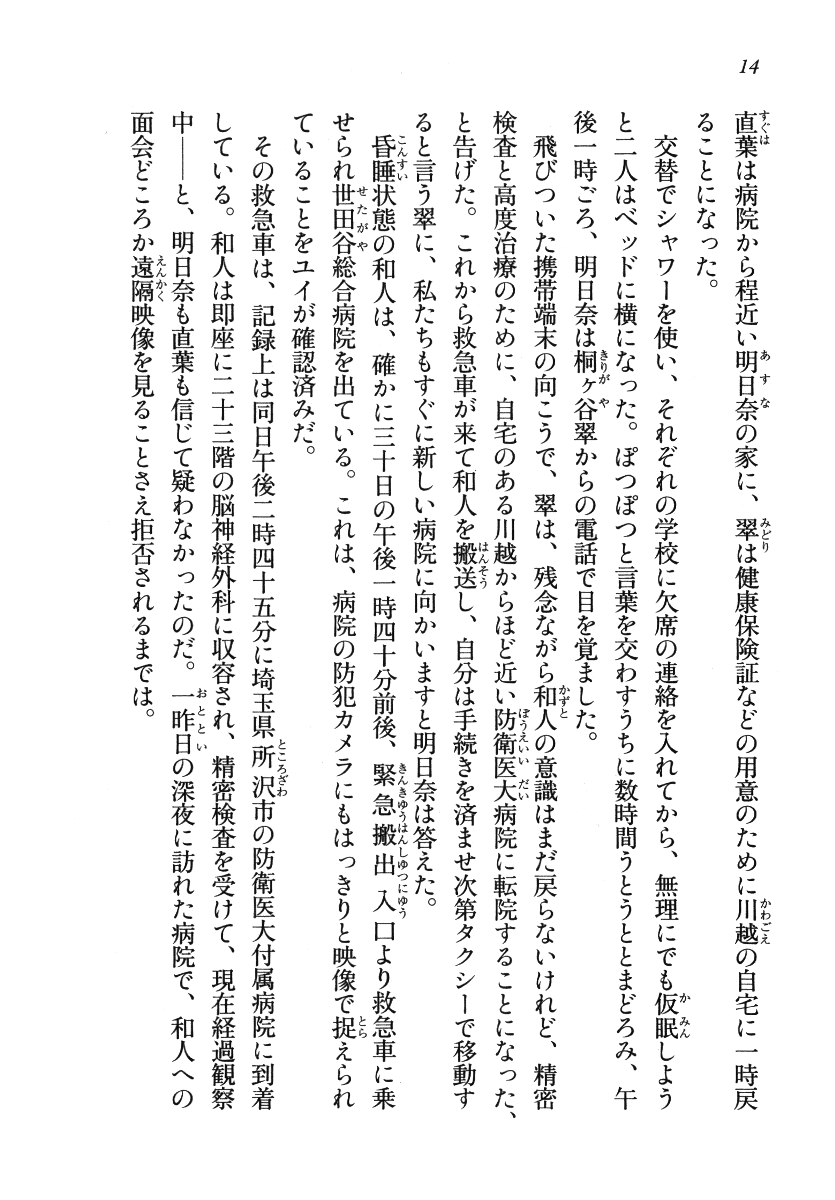 14
直葉は病院から程近い明日奈の家に、翠は健康保険証などの用意のために川越の自宅に一時戻
ることになった。
交替でシャワーを使い、それぞれの学校に欠席の連絡を入れてから、無理にでも仮眠しよう
と二人はベッドに横になった。ぽつぽつと言葉を交わすうちに数時間うとうととまどろみ、午
後一時ごろ、明日奈は桐ヶ谷翠からの電話で目を覚ました。
飛びついた携帯端末の向こうで、翠は、残念ながら和人の意識はまだ戻らないけれど、精密
検査と高度治療のために、自宅のある川越からほど近い防衛医大病院に転院することになった、
と告げた。これから救急車が来て和人を搬送し、自分は手続きを済ませ次第タクシーで移動す
ると言う翠に、私たちもすぐに新しい病院に向かいますと明日奈は答えた。
昏睡状態の和人は、確かに三十日の午後一時四十分前後、緊急搬出入口より救急車に乗
せられ世田谷総合病院を出ている。これは、病院の防犯カメラにもはっきりと映像で捉えられ
ていることをユイが確認済みだ。
その救急車は、記録上は同日午後二時四十五分に埼玉県所沢市の防衛医大付属病院に到着
している。和人は即座に二十三階の脳神経外科に収容され、精密検査を受けて、現在経過観察
中――と、明日奈も直葉も信じて疑わなかったのだ。一昨日の深夜に訪れた病院で、和人への
面会どころか遠隔映像を見ることさえ拒否されるまでは。